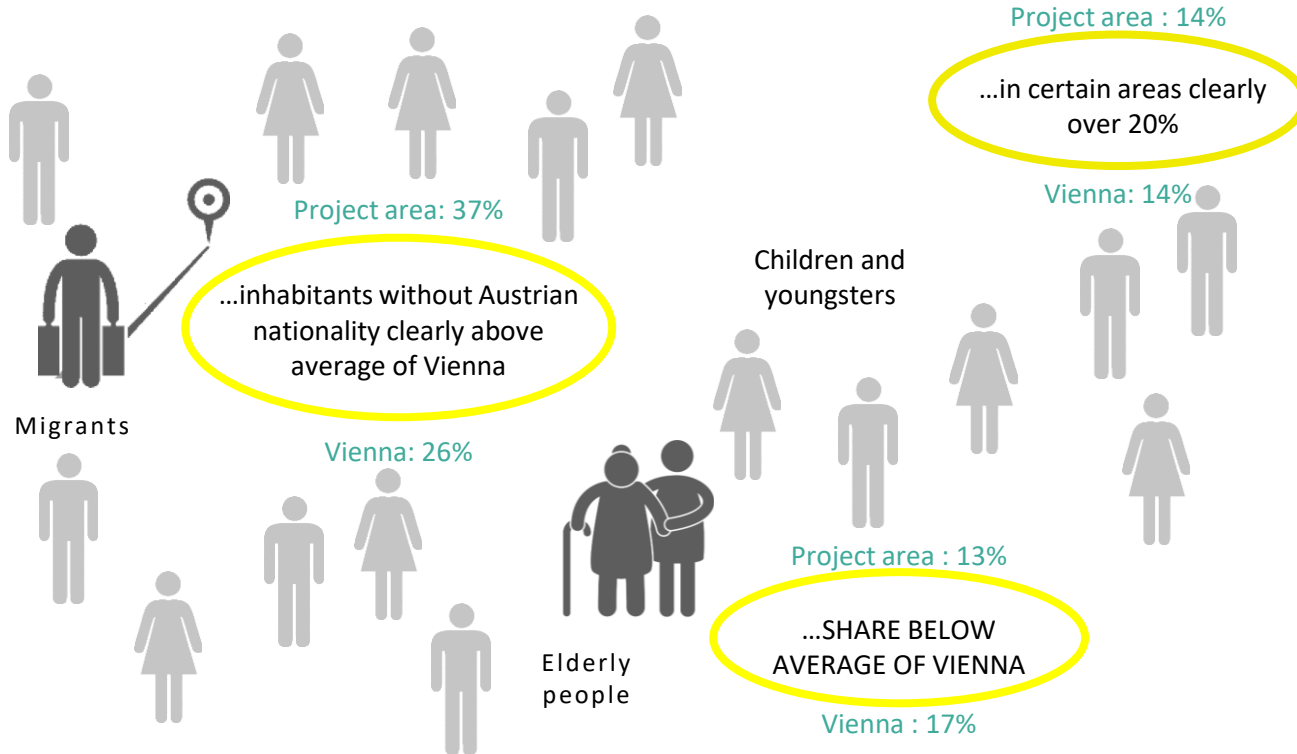 Project area : 14%
...in certain areas clearly
over 20%
Vienna: 14%
Children and
youngsters
Project area: 37%
...inhabitants without Austrian
nationality clearly above
average of Vienna
Vienna: 26%
Migrants
Project area : 13%
...SHARE BELOW
AVERAGE OF VIENNA
Vienna : 17%
Elderly
people